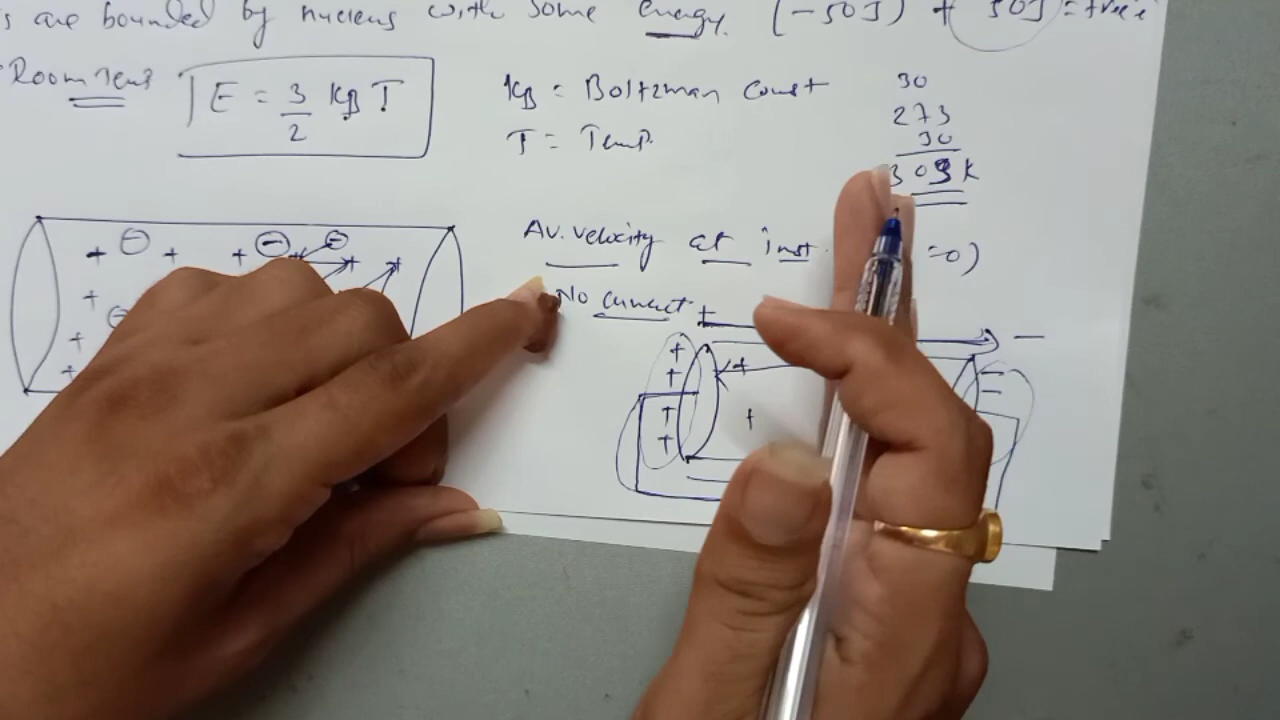 s are bounded by nucleus with some energy. (-50J) + 50J = free
Room Temp
E = 3/2 KB T
KB = Boltzman const
T = Temp.
30
273
30
303 K
+ ⊖ + + ⊖ ⊖ + +
+
+
+
Av. velocity at inst. =0)
No current
+ -
+ +
+
+ +
+